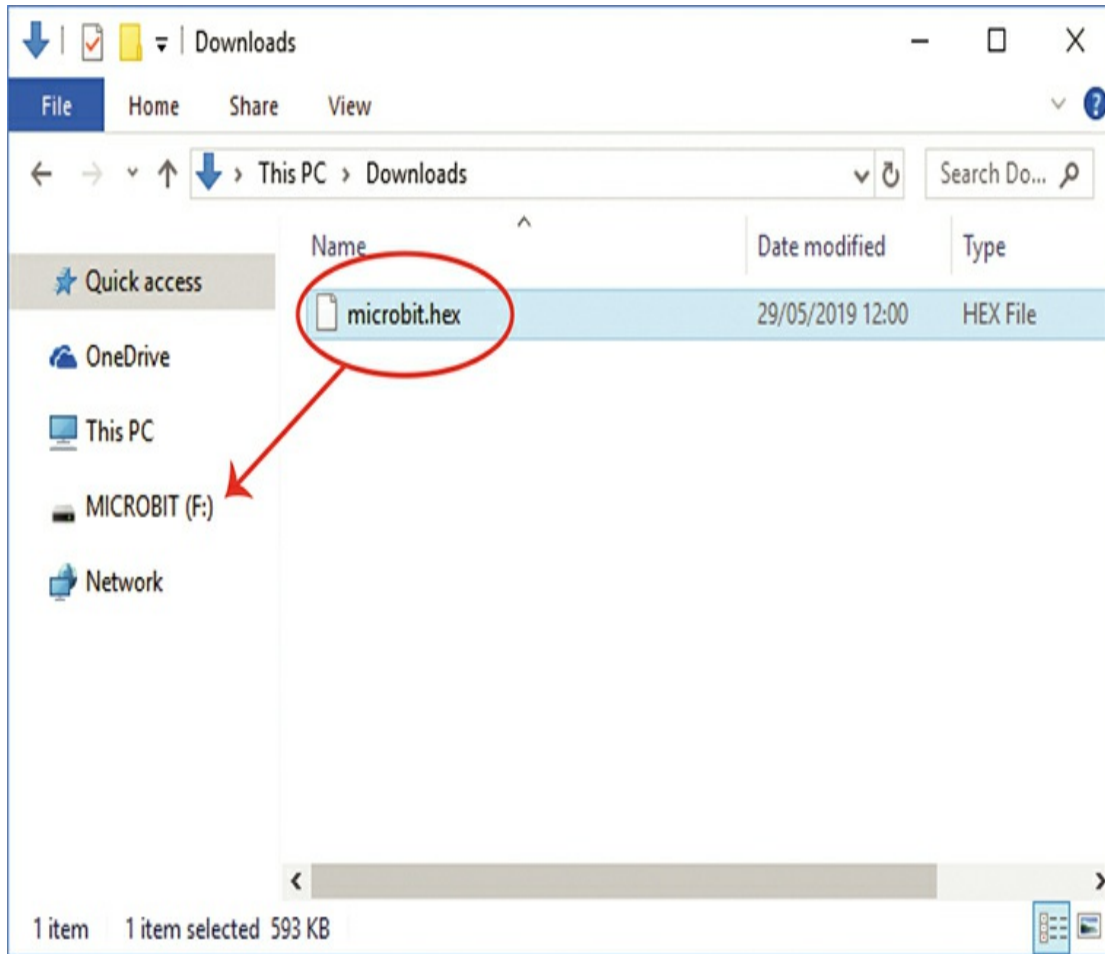 Downloads
File Home Share View
?
This PC > Downloads
Search Do...
Name Date modified Type
Quick access
microbit.hex 29/05/2019 12:00 HEX File
OneDrive
This PC
MICROBIT (F:)
Network
1 item 1 item selected 593 KB